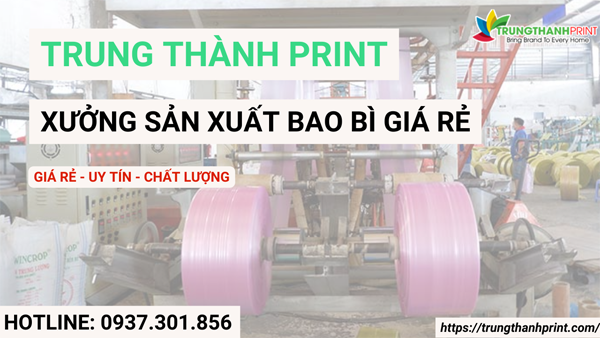 TRUNGTHANHPRINT
Bring Brand To Every Home
TRUNG THÀNH PRINT
XƯỞNG SẢN XUẤT BAO BÌ GIÁ RẺ
GIÁ RẺ - UY TÍN - CHẤT LƯỢNG
HOTLINE: 0937.301.856
https://trungthanhprint.com/